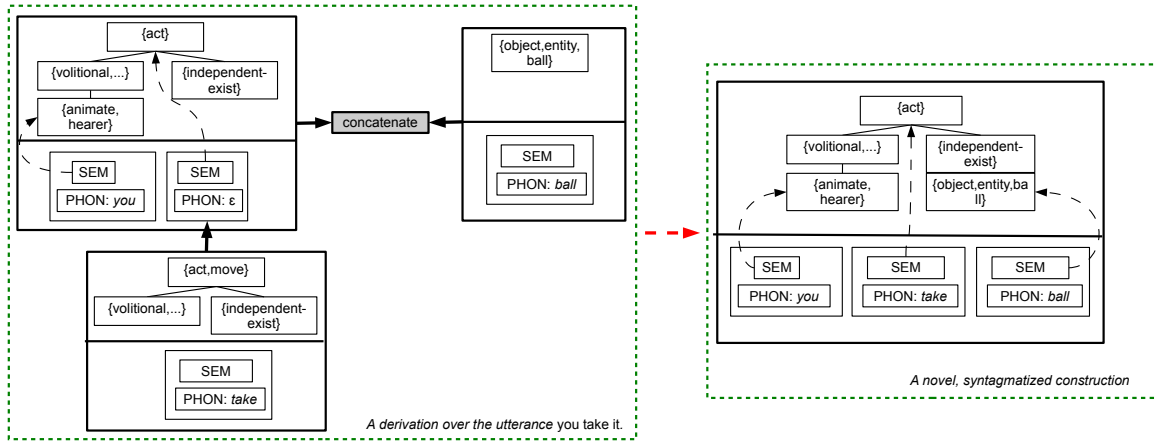 {act}
{volitional,...}
{independent-
exist}
{animate,
hearer}
SEM
PHON: you
SEM
PHON: ε
concatenate
{object,entity,
ball}
SEM
PHON: ball
{act,move}
{volitional,...}
{independent-
exist}
SEM
PHON: take
A derivation over the utterance you take it.
{act}
{volitional,...}
{independent-
exist}
{animate,
hearer}
{object,entity,ba
ll}
SEM
PHON: you
SEM
PHON: take
SEM
PHON: ball
A novel, syntagmatized construction